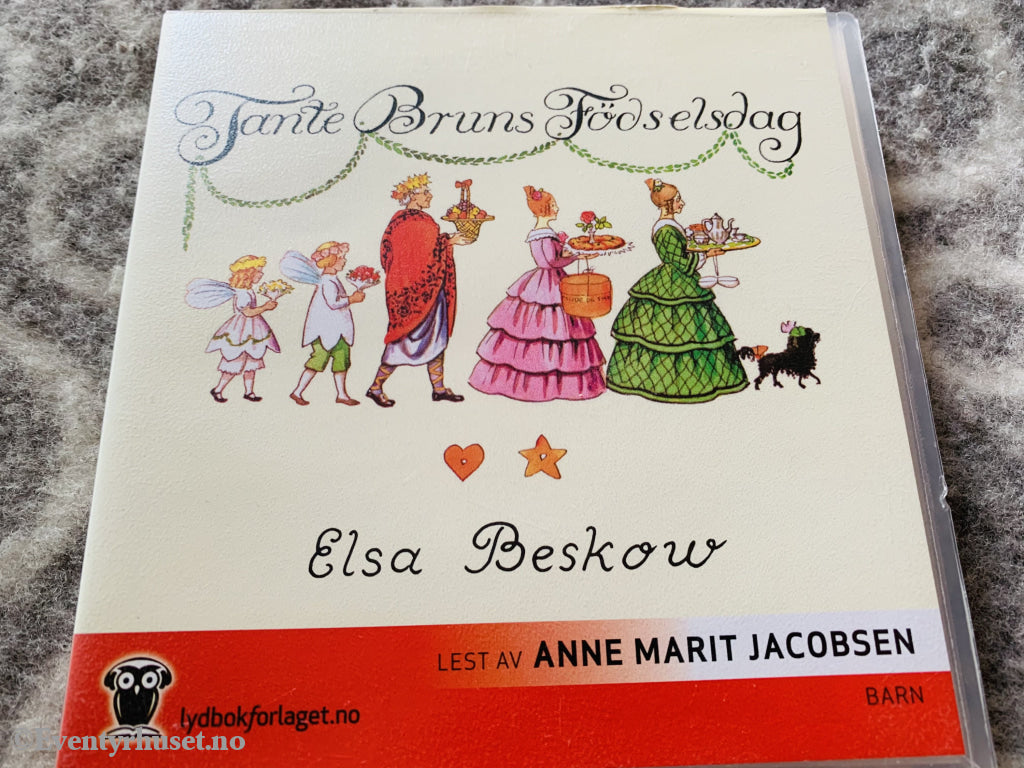 Tante Bruns Födselsdag
Elsa Beskow
LEST AV ANNE MARIT JACOBSEN
BARN
lydbokforlaget.no
©Eventyrhuset.no